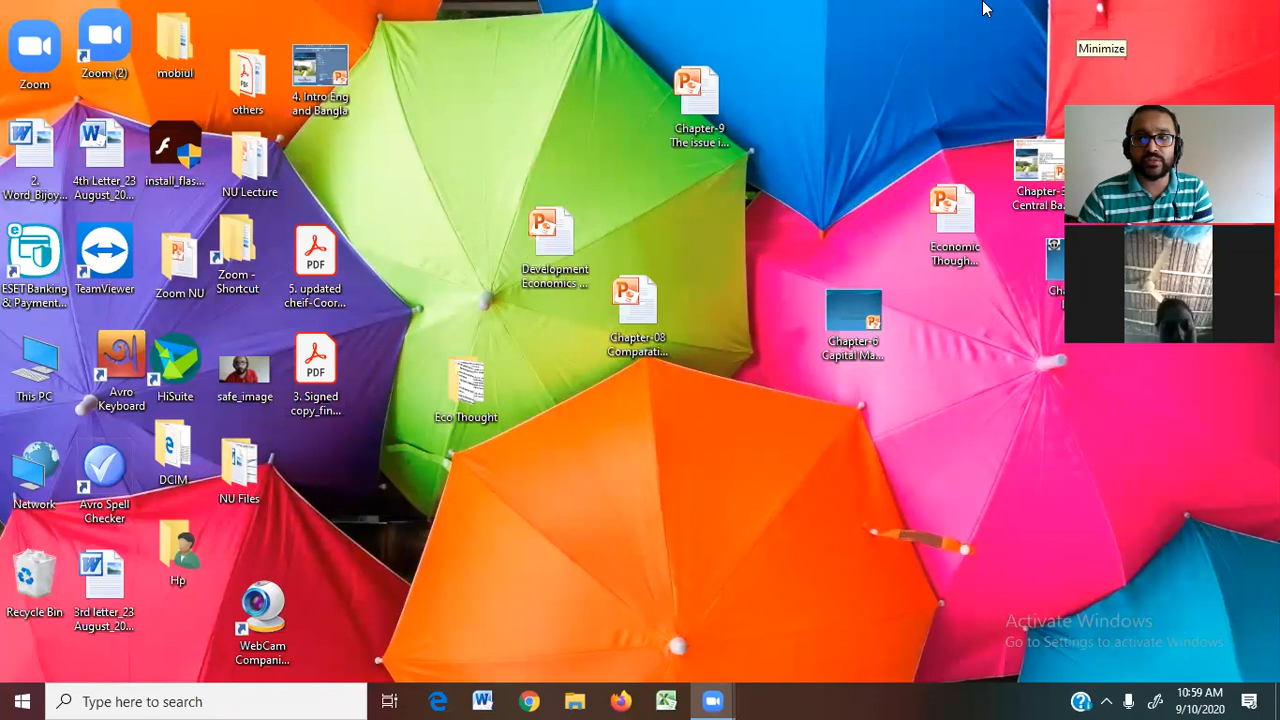 Minimize
Zoom
Zoom (2)
mobiul
others
4. Intro Eng
and Bangla
Chapter-9
The issue i...
2.
Word_Bijoy...
4th Letter_23
August_20...
install_flas...
NU Lecture
Chapter-
Central Ba..
Economic
Though...
Development
Economics ...
ESET Banking
& Payment...
TeamViewer
Zoom NU
Zoom -
Shortcut
5. updated
cheif-Coor...
Ch
Chapter-08
Comparati...
Chapter-6
Capital Ma...
This PC
Avro
Keyboard
HiSuite
safe_image
3. Signed
copy_fin...
Eco Thought
Network
Avro Spell
Checker
DCIM
NU Files
Recycle Bin
3rd letter_23
August_20...
Hp
WebCam
Compani...
PDF
PDF
Activate Windows
Go to Settings to activate Windows.
Type here to search
10:59 AM
9/10/2020